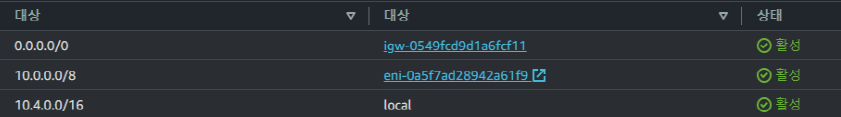 대상 대상 상태
0.0.0.0/0 igw-0549fcd9d1a6fcf11 활성
10.0.0.0/8 eni-0a5f7ad28942a61f9 활성
10.4.0.0/16 local 활성